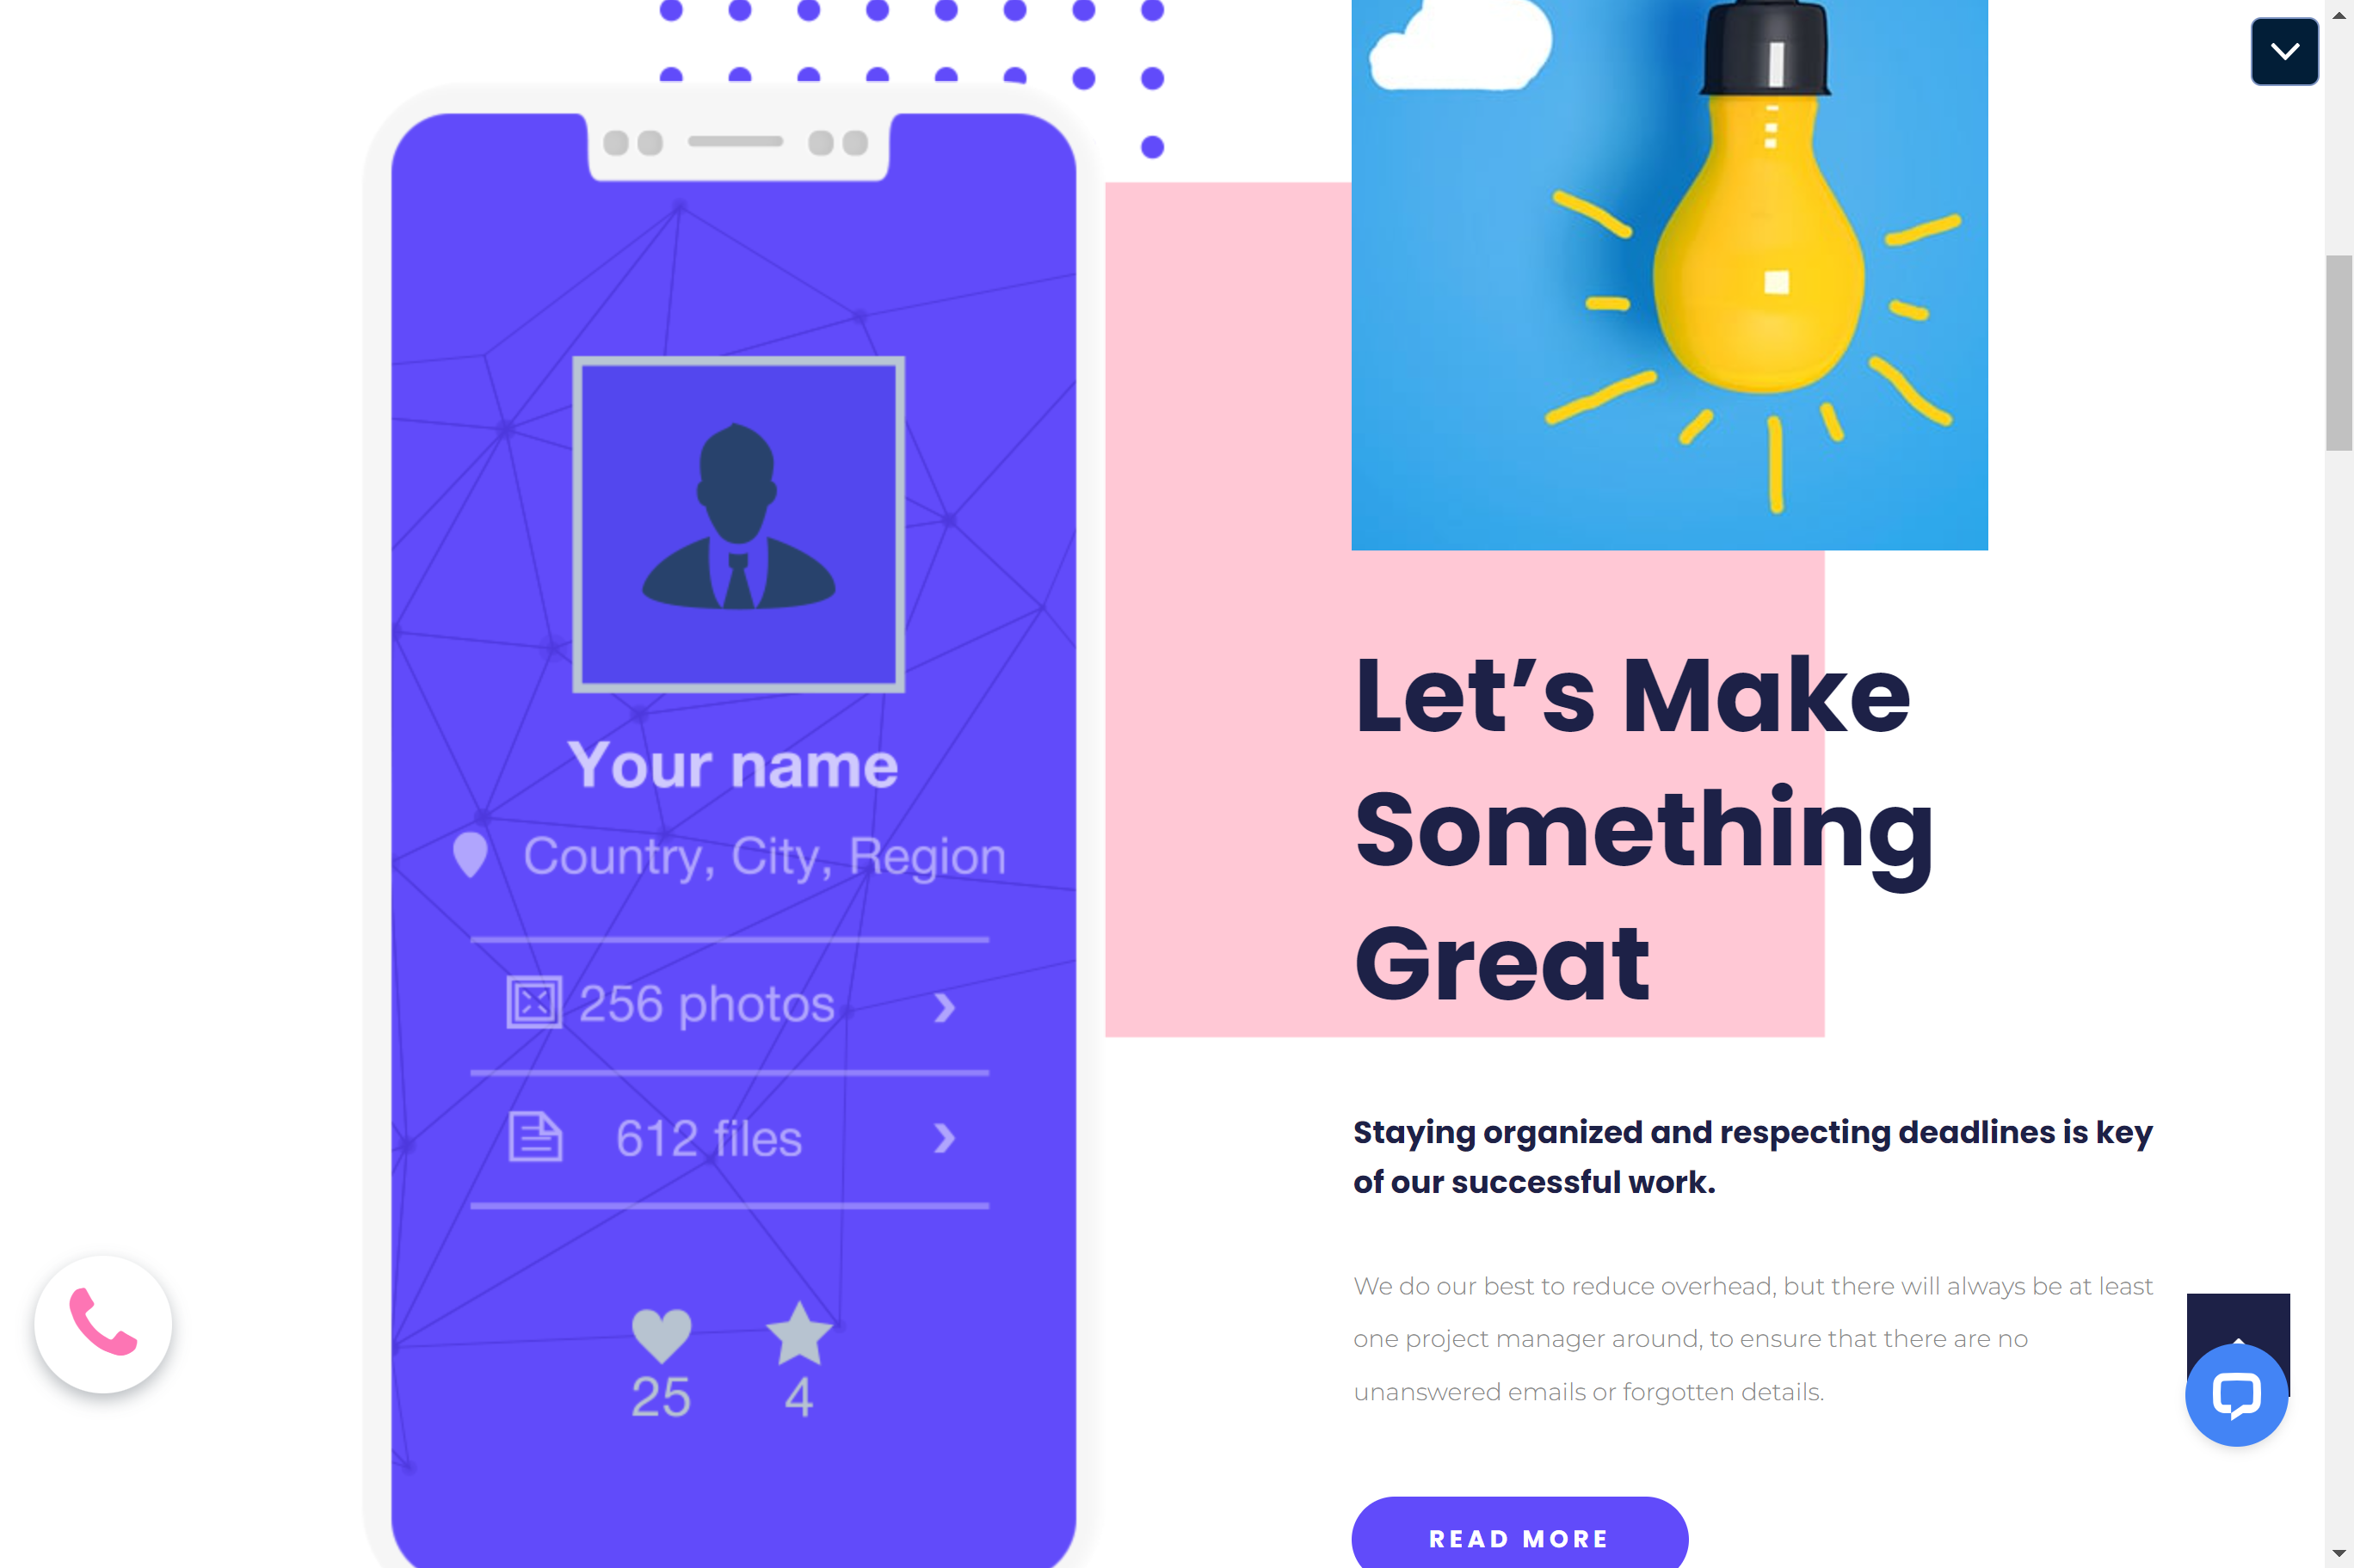 Your name
Country, City, Region
256 photos
612 files
25
4
Let’s Make
Something
Great
Staying organized and respecting deadlines is key
of our successful work.
We do our best to reduce overhead, but there will always be at least
one project manager around, to ensure that there are no
unanswered emails or forgotten details.
READ MORE